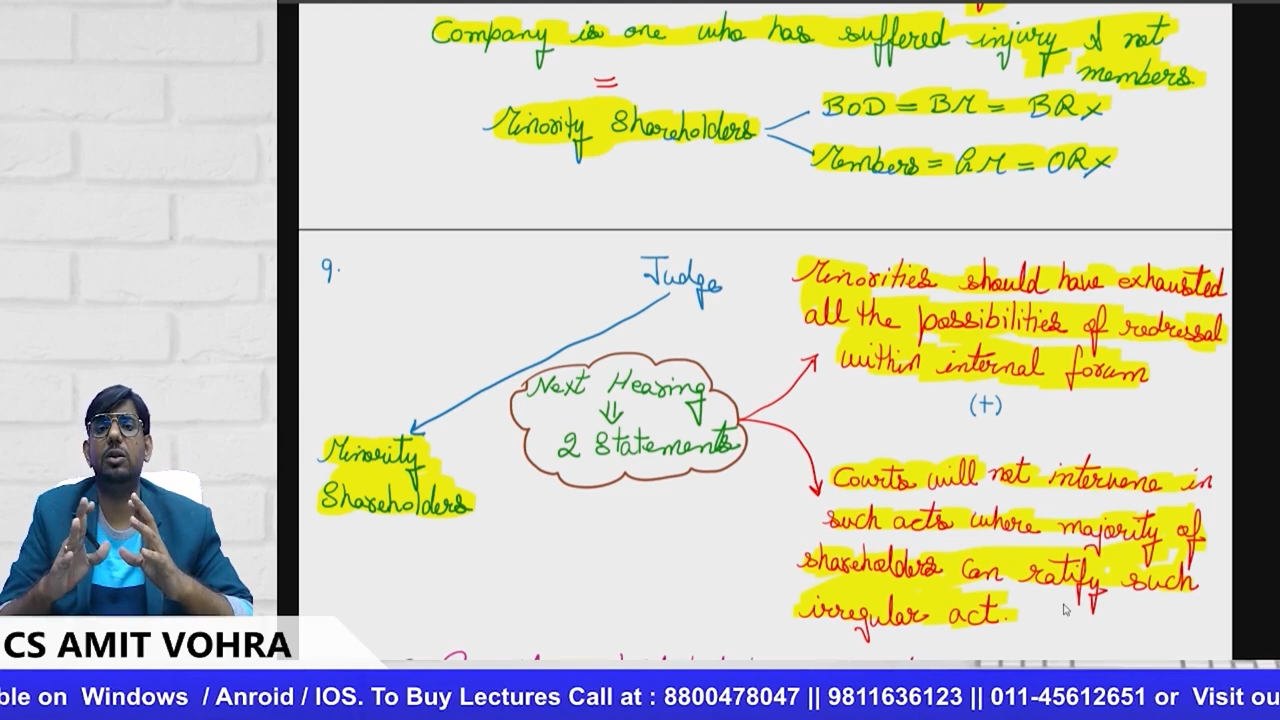 Company is one who has suffered injury & not
members.
=
Minority Shareholders
BOD = BM = BR x
Members = GM = OR x
9.
Judge
Minorities should have exhausted
all the possibilities of redressal
within internal forum
(+)
Next Hearing
⇓
2 Statements
Minority
Shareholders
Courts will not intervene in
such acts where majority of
shareholders can ratify such
irregular act.
CS AMIT VOHRA
ble on Windows / Anroid / IOS. To Buy Lectures Call at : 8800478047 || 9811636123 || 011-45612651 or Visit ou